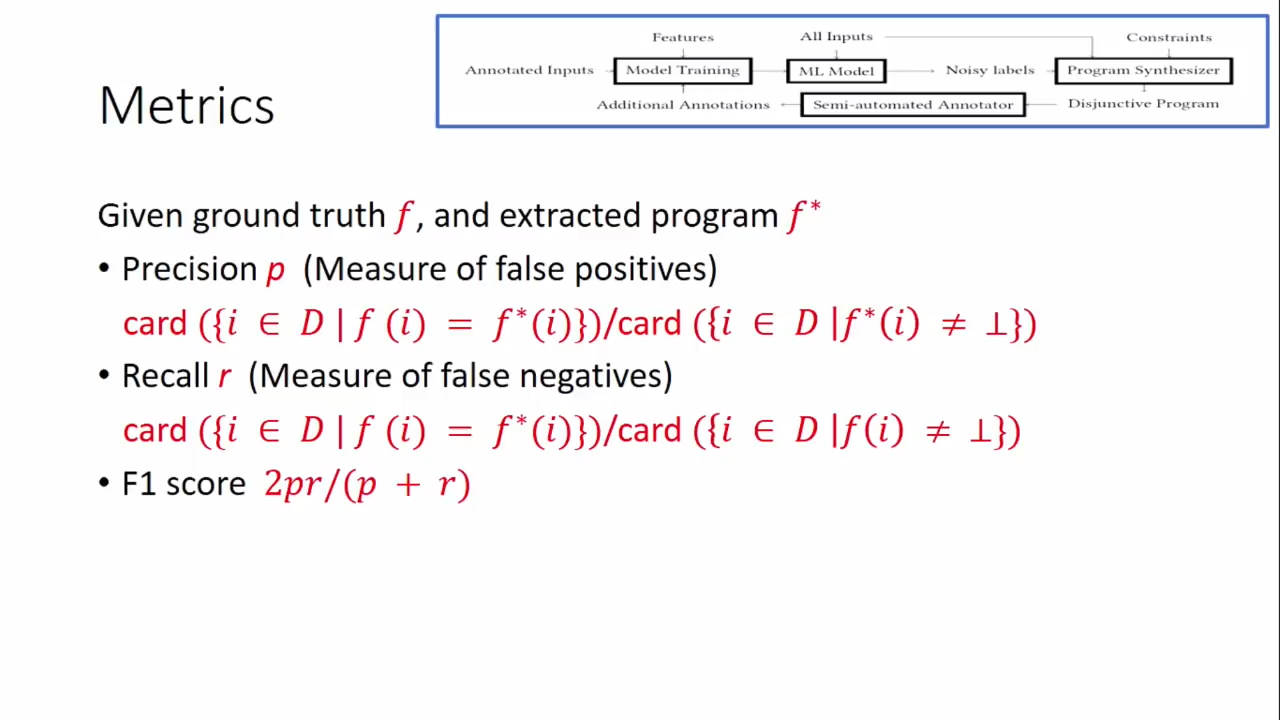 Features
All Inputs
Constraints
Annotated Inputs
Model Training
ML Model
Noisy labels
Program Synthesizer
Additional Annotations
Semi-automated Annotator
Disjunctive Program
Metrics
Given ground truth f, and extracted program f*
• Precision p (Measure of false positives)
card ({i ∈ D | f (i) = f*(i)})/card ({i ∈ D |f*(i) ≠ ⊥})
• Recall r (Measure of false negatives)
card ({i ∈ D | f (i) = f*(i)})/card ({i ∈ D |f(i) ≠ ⊥})
• F1 score 2pr/(p + r)